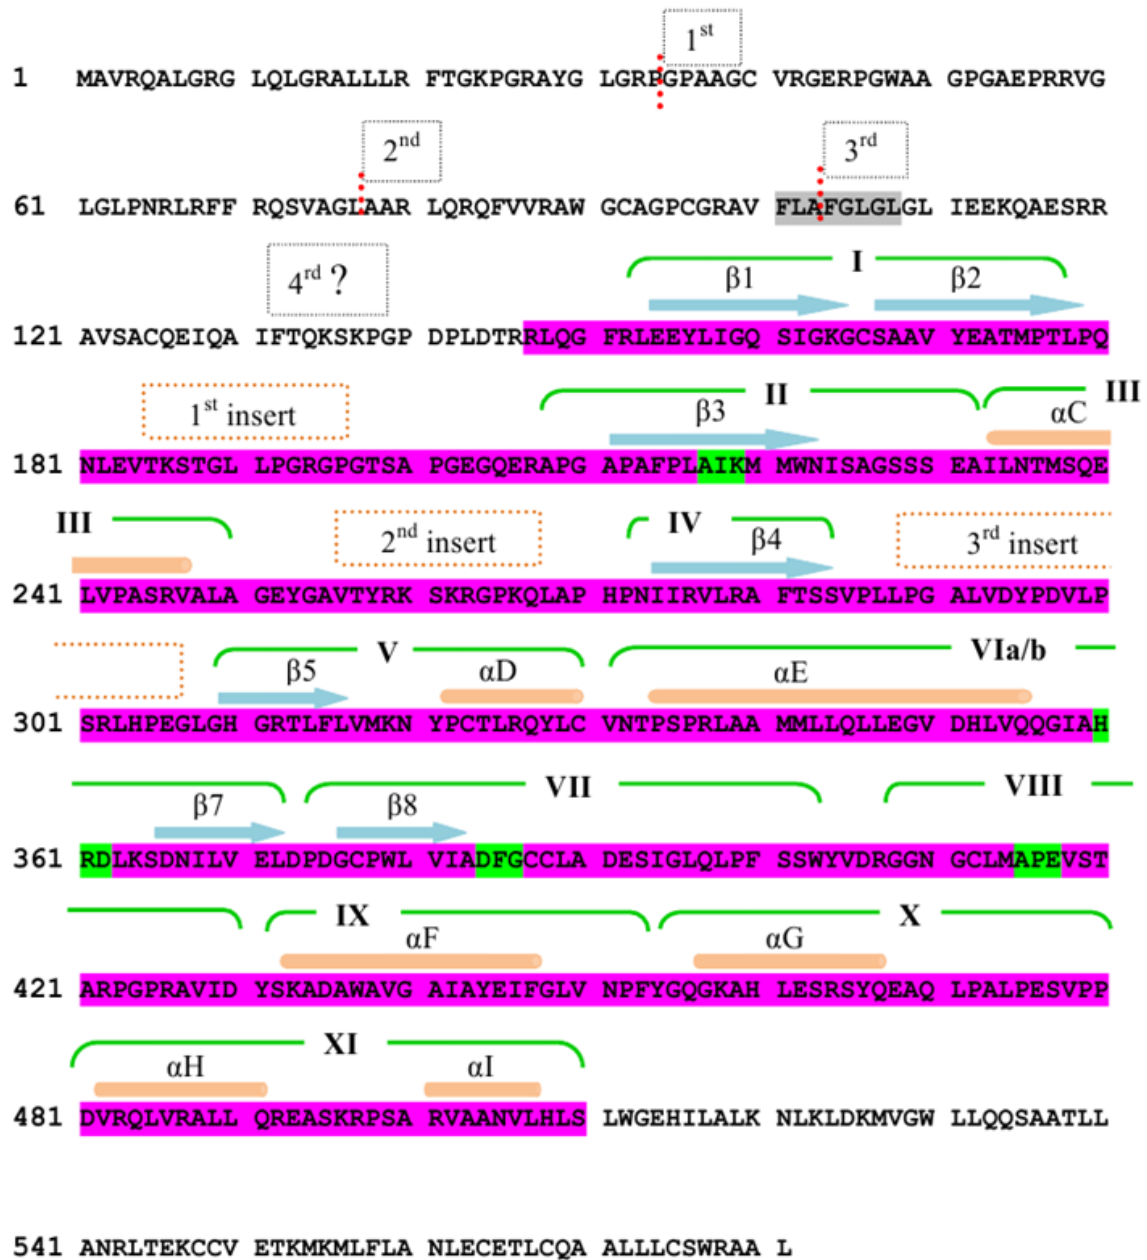 1st
1 MAVRQALGRG LQLGRALLLR FTGKPGRAYG LGRPGPAAGC VRGERPGWAA GPGAEPRRVG
2nd 3rd
61 LGLPNRLRFF RQSVAGLAAR LQRQFVVRAW GCAGPCGRAV FLAFGLGLGL IEEKQAESRR
4rd ? I
β1 β2
121 AVSACQEIQA IFTQKSKPGP DPLDTRRLQG FRLEEYLIGQ SIGKGCSAAV YEATMPTLPQ
1st insert II III
β3 αC
181 NLEVTKSTGL LPGRGPGTSA PGEGQERAPG APAFPLAIKM MWNISAGSSS EAILNTMSQE
III 2nd insert IV 3rd insert
β4
241 LVPASRVALA GEYGAVTYRK SKRGPKQLAP HPNIIRVLRA FTSSVPLLPG ALVDYPDVLP
V VIa/b
β5 αD αE
301 SRLHPEGLGH GRTLFLVMKN YPCTLRQYLC VNTPSPRLAA MMLLQLLEGV DHLVQQGIAH
VII VIII
β7 β8
361 RDLKSDNILV ELDPDGCPWL VIADFGCCLA DESIGLQLPF SSWYVDRGGN GCLMAPEVST
IX X
αF αG
421 ARPGPRAVID YSKADAWAVG AIAYEIFGLV NPFYGQGKAH LESRSYQEAQ LPALPESVPP
XI
αH αI
481 DVRQLVRALL QREASKRPSA RVAANVLHLS LWGEHILALK NLKLDKMVGW LLQQSAATLL
541 ANRLTEKCCV ETKMKMLFLA NLECETLCQA ALLLCSWRAA L